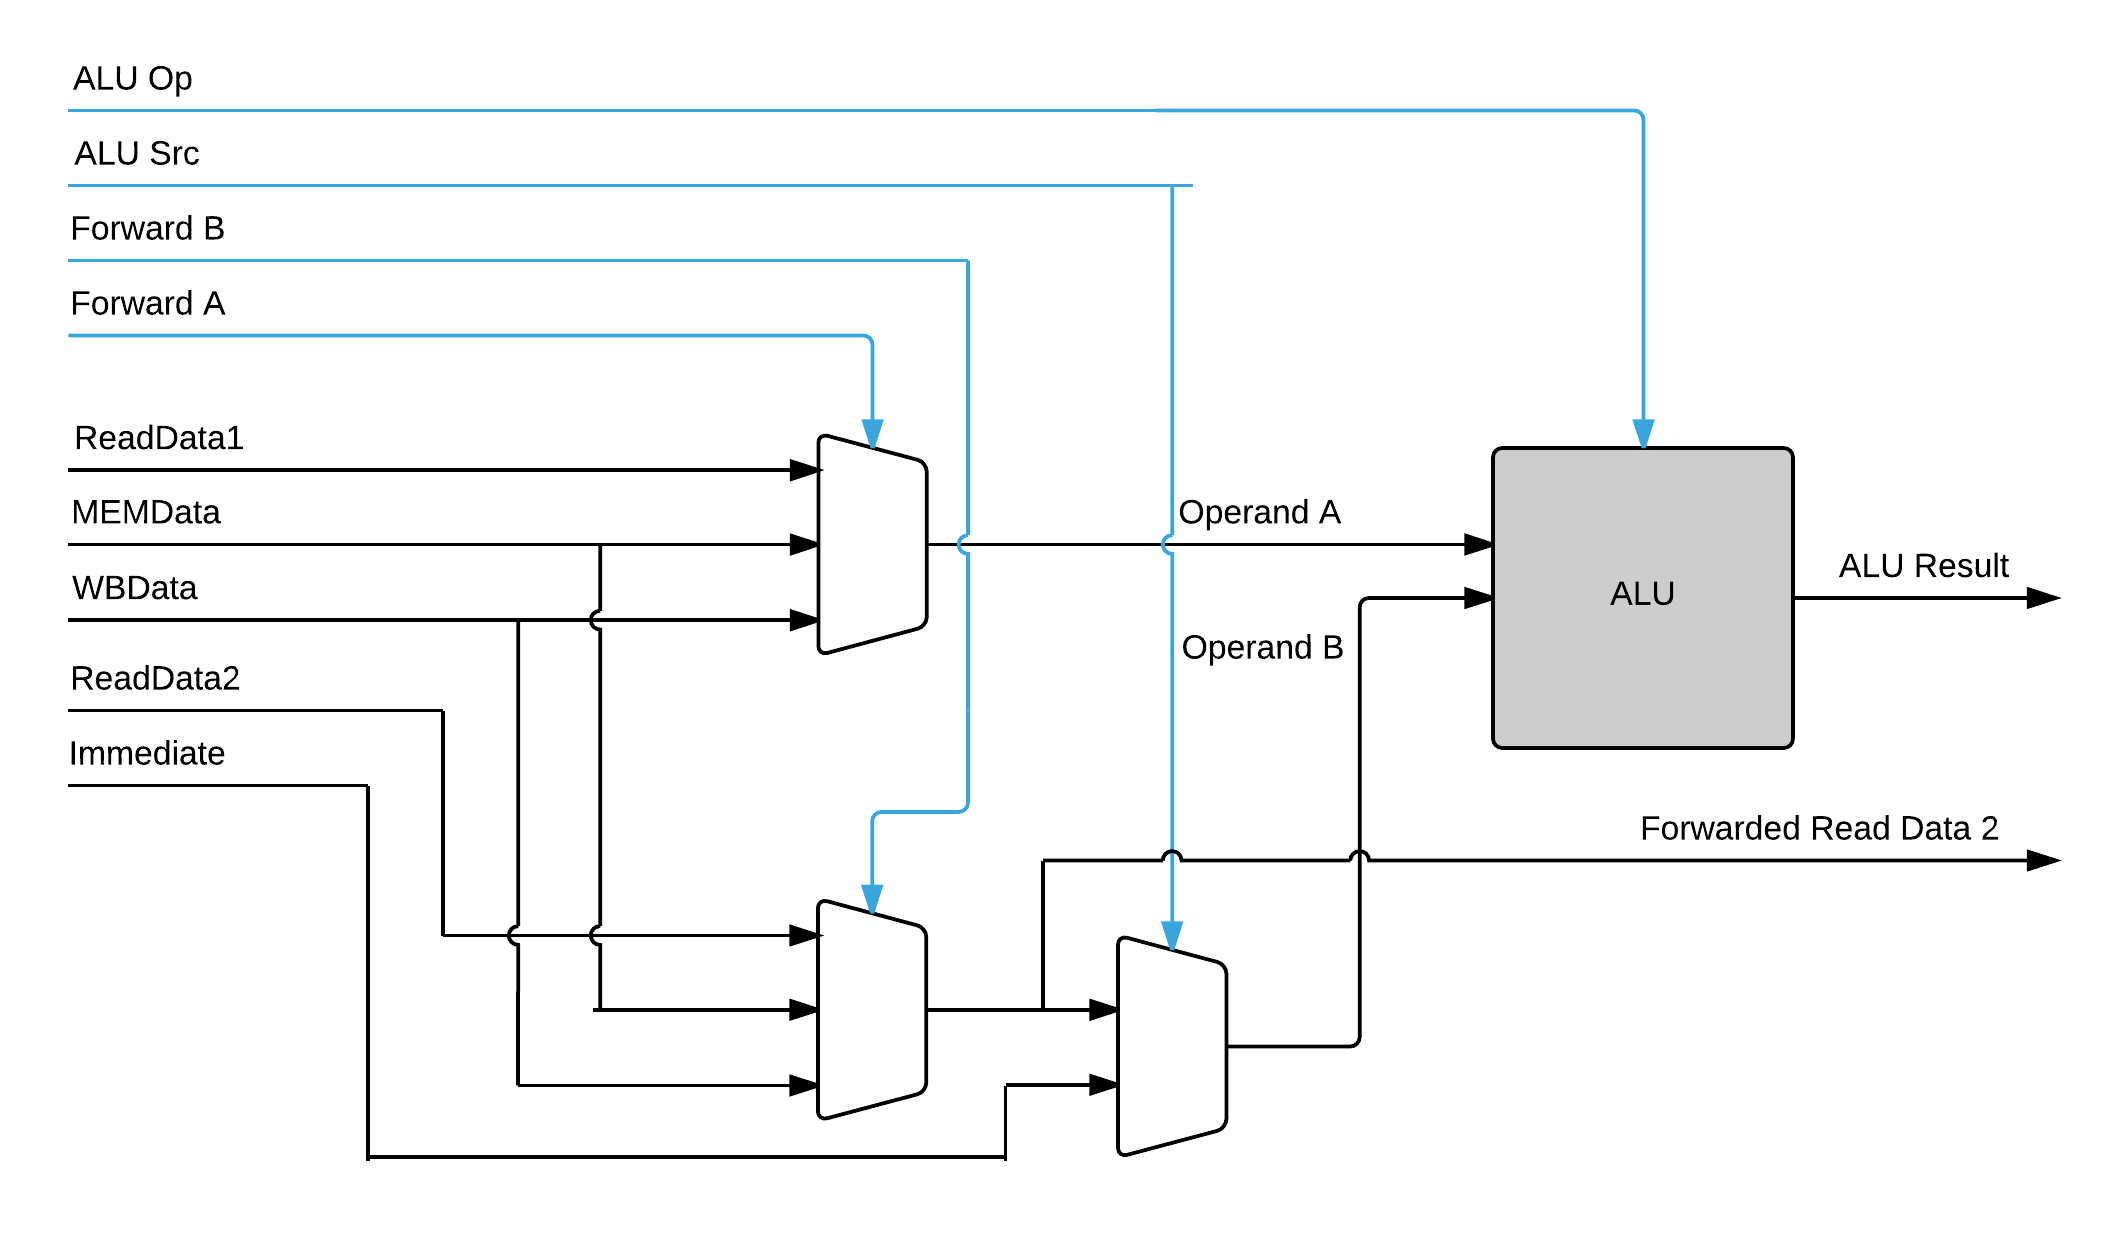 ALU Op
ALU Src
Forward B
Forward A
ReadData1
MEMData
Operand A
WBData
ALU Result
ALU
Operand B
ReadData2
Immediate
Forwarded Read Data 2